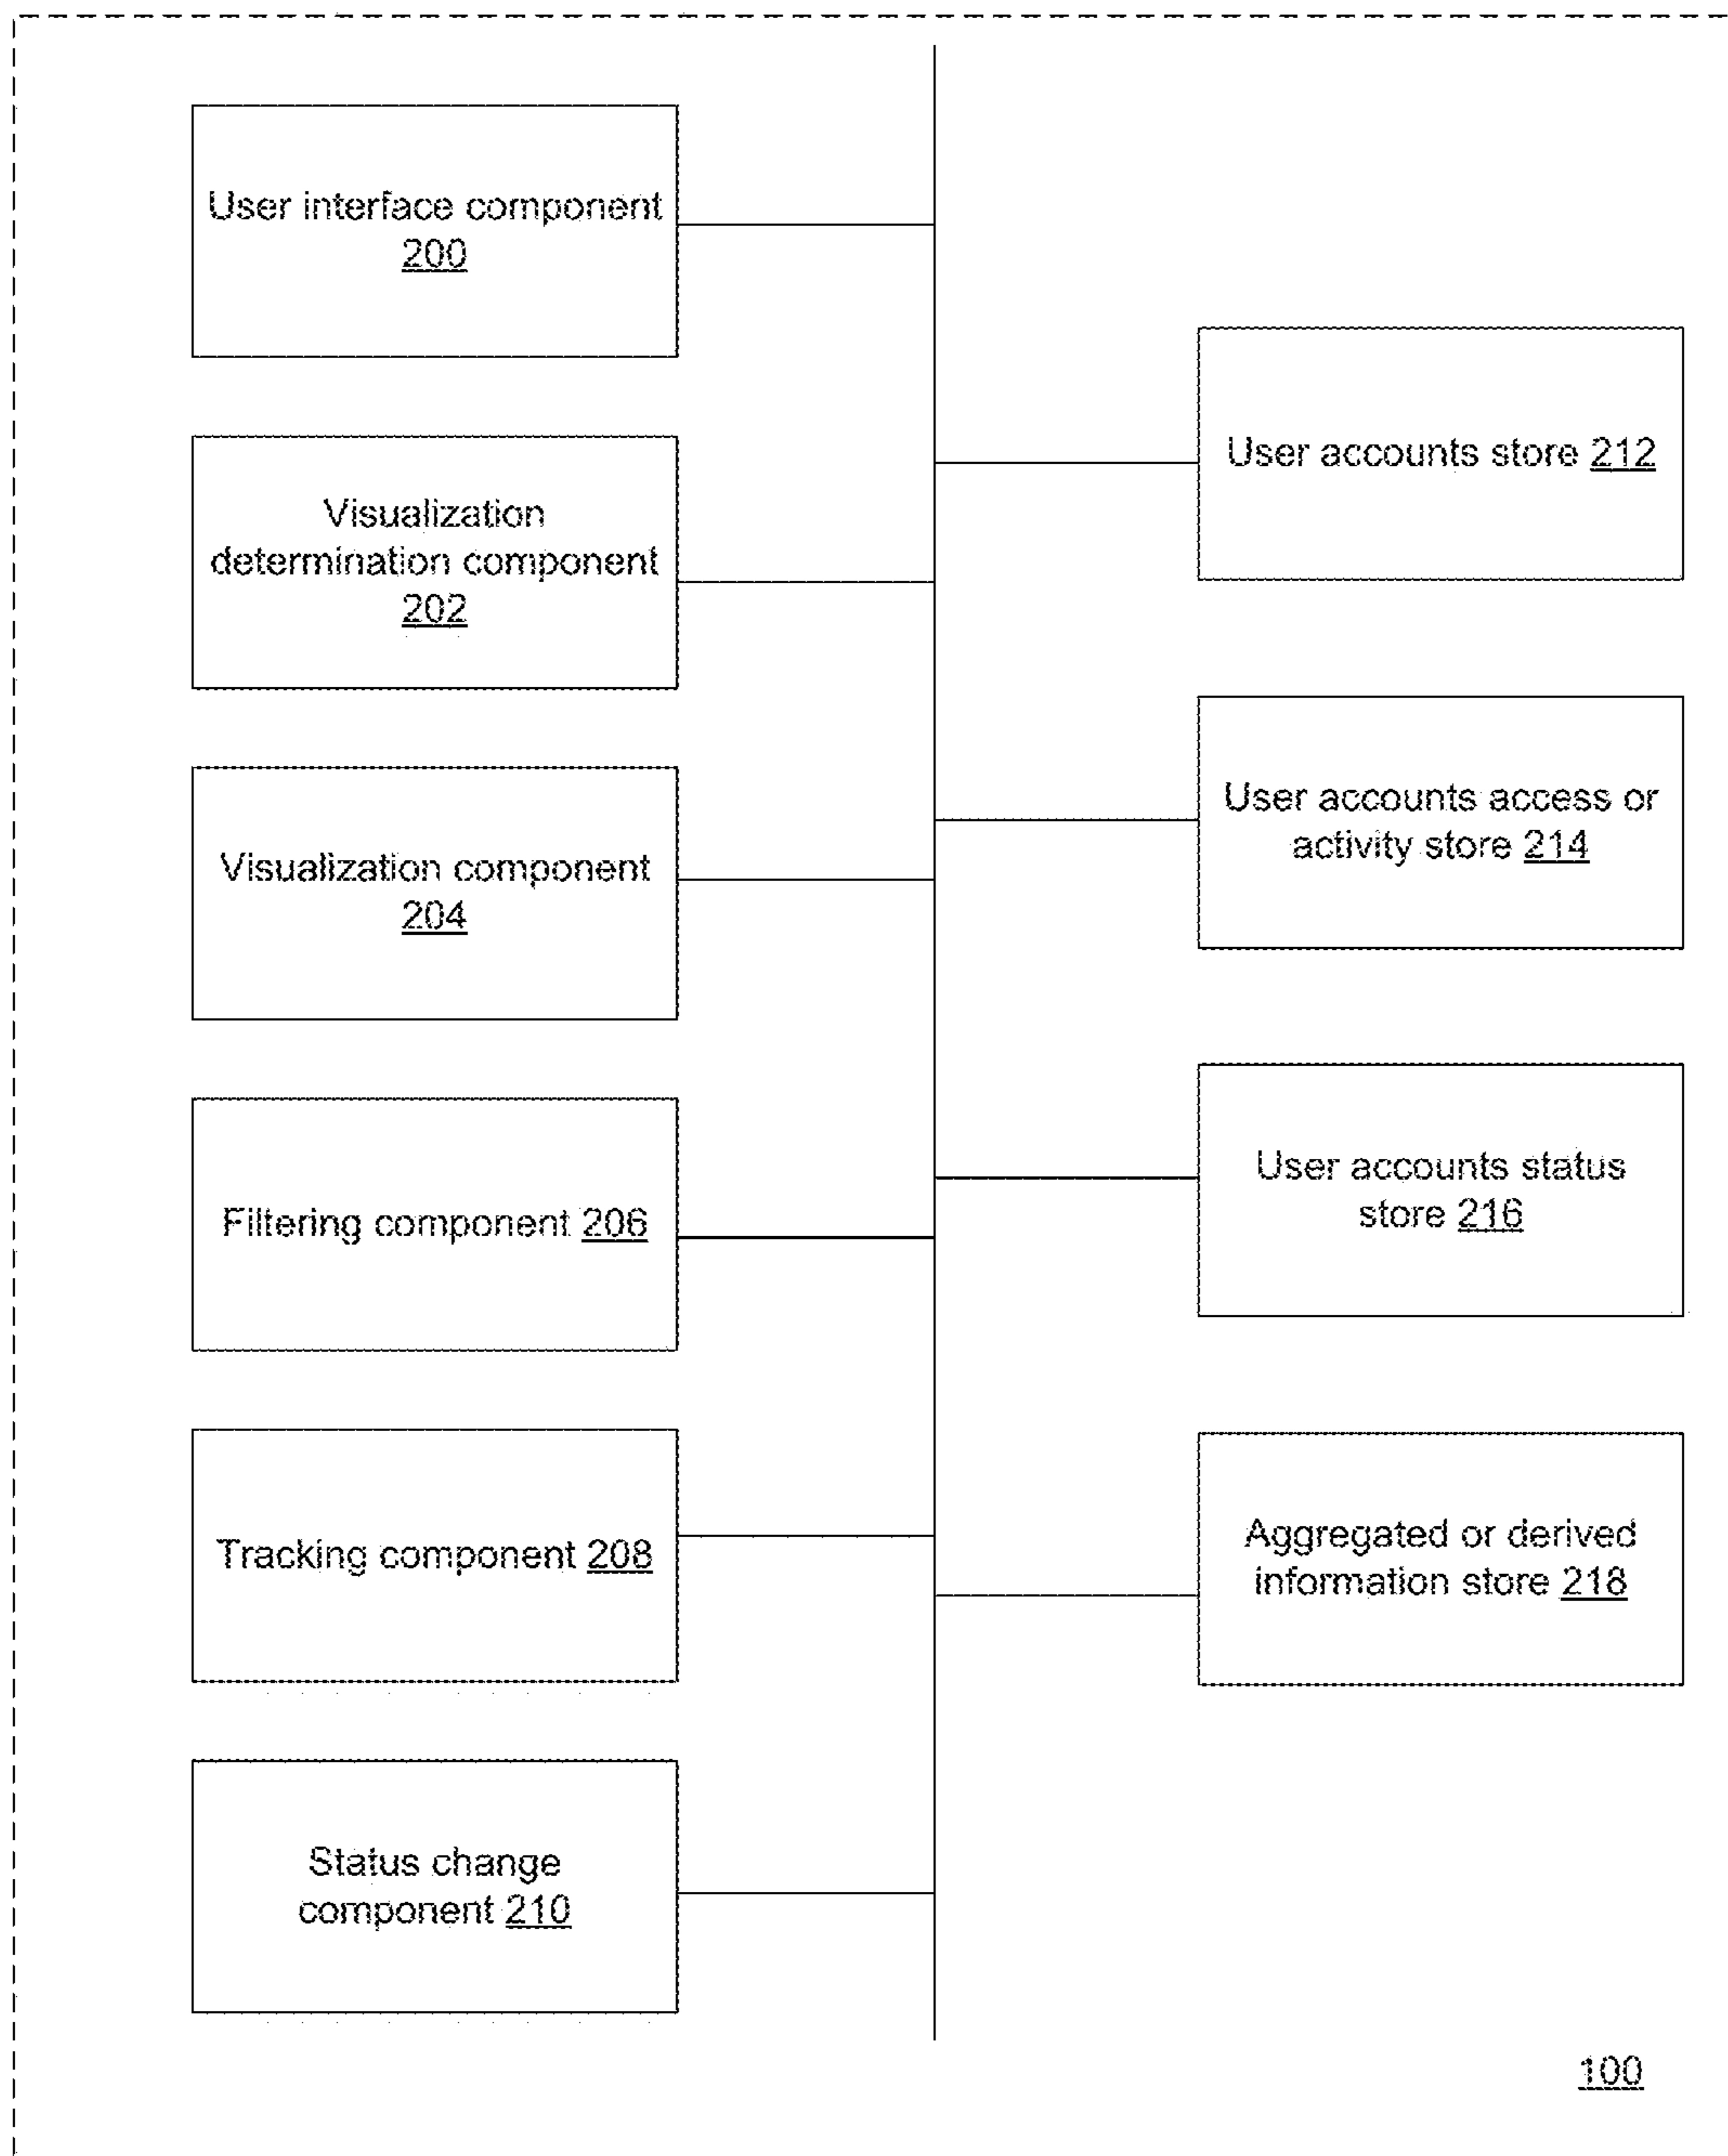 User interface component
200
Visualization
determination component
202
Visualization component
204
Filtering component 206
Tracking component 208
Status change
component 210
User accounts store 212
User accounts access or
activity store 214
User accounts status
store 216
Aggregated or derived
information store 218
100